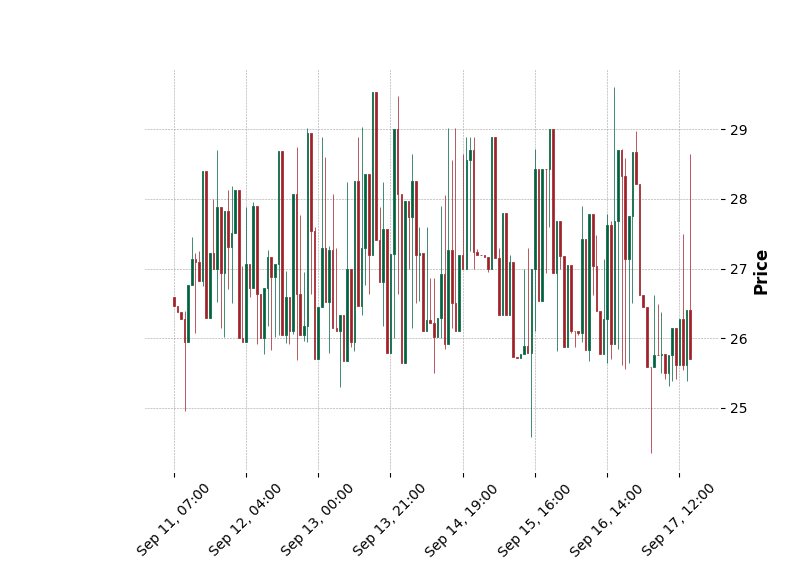 29
28
27
26
25
Price
Sep 11, 07:00
Sep 12, 04:00
Sep 13, 00:00
Sep 13, 21:00
Sep 14, 19:00
Sep 15, 16:00
Sep 16, 14:00
Sep 17, 12:00